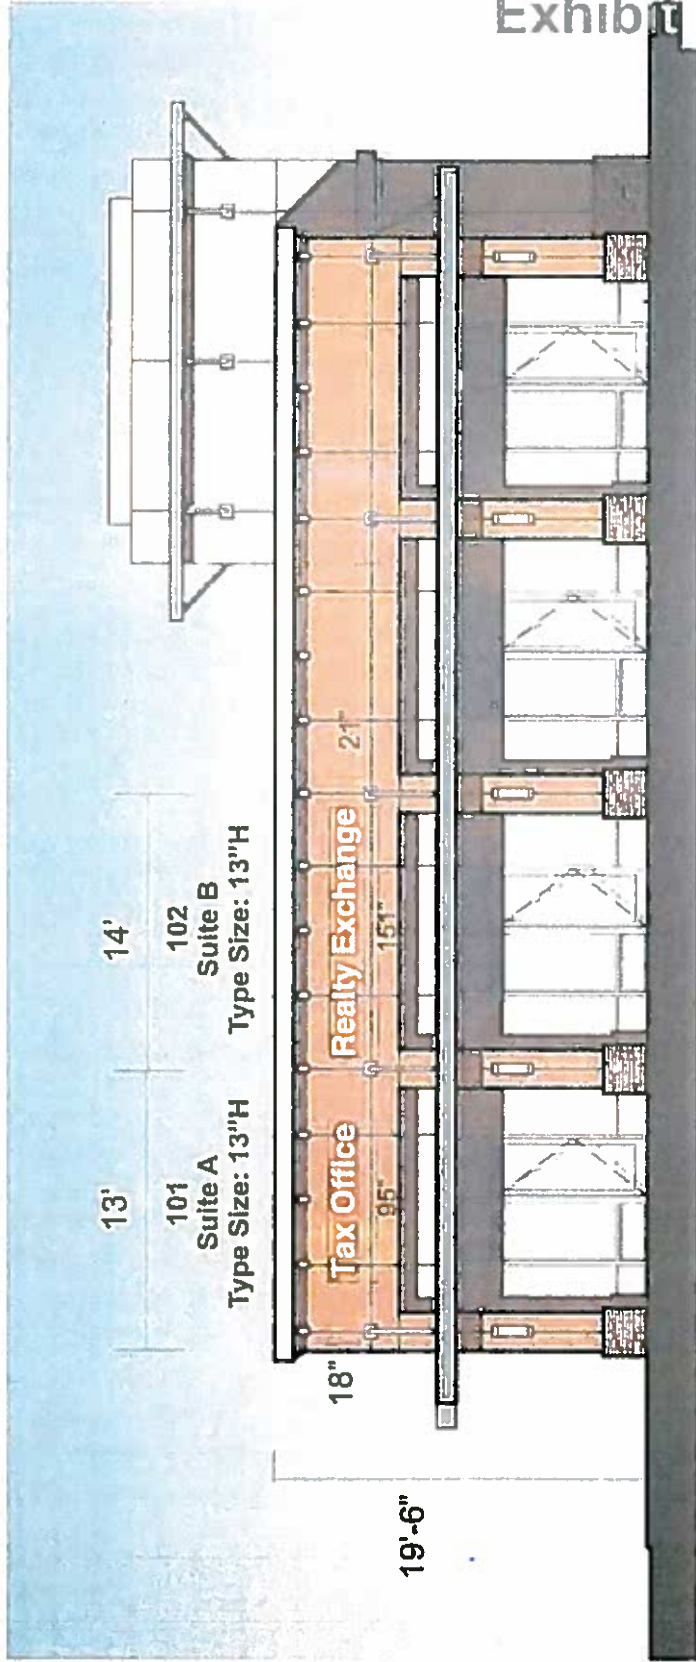 Exhibit
13'
14'
101
Suite A
Type Size: 13"H
102
Suite B
Type Size: 13"H
18"
Tax Office
Realty Exchange
21"
95"
151"
19'-6"